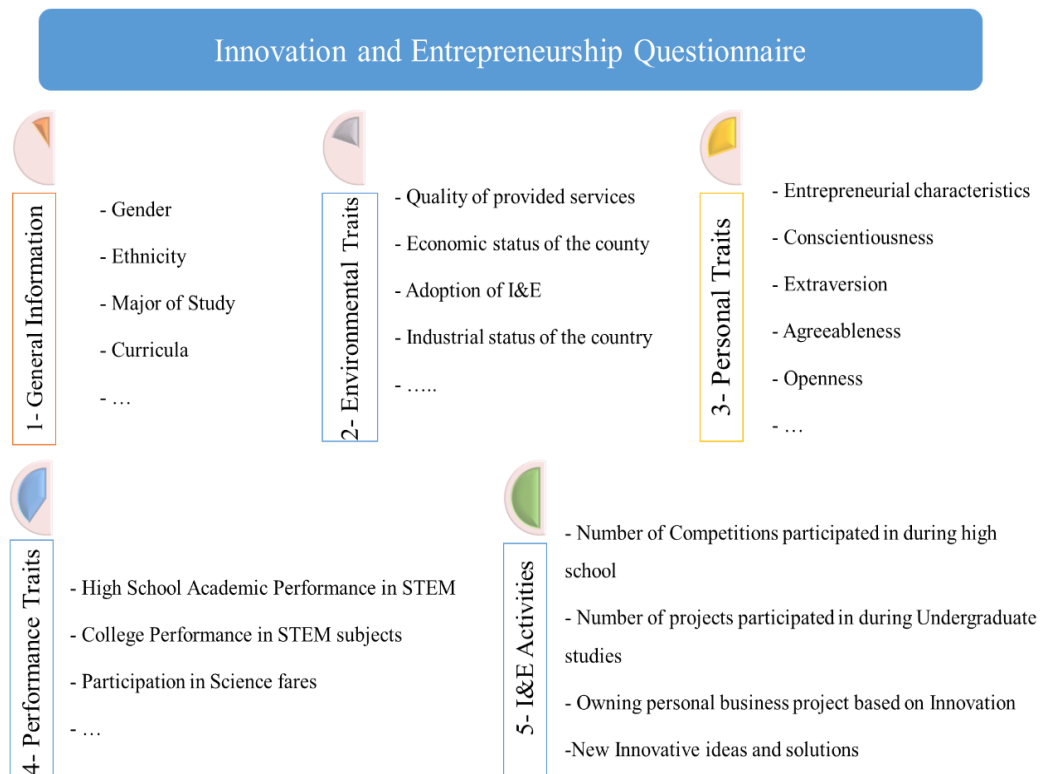 Innovation and Entrepreneurship Questionnaire
1- General Information
- Gender
- Ethnicity
- Major of Study
- Curricula
- …
2- Environmental Traits
- Quality of provided services
- Economic status of the county
- Adoption of I&E
- Industrial status of the country
- …..
3- Personal Traits
- Entrepreneurial characteristics
- Conscientiousness
- Extraversion
- Agreeableness
- Openness
- …
4- Performance Traits
- High School Academic Performance in STEM
- College Performance in STEM subjects
- Participation in Science fares
- …
5- I&E Activities
- Number of Competitions participated in during high
school
- Number of projects participated in during Undergraduate
studies
- Owning personal business project based on Innovation
-New Innovative ideas and solutions